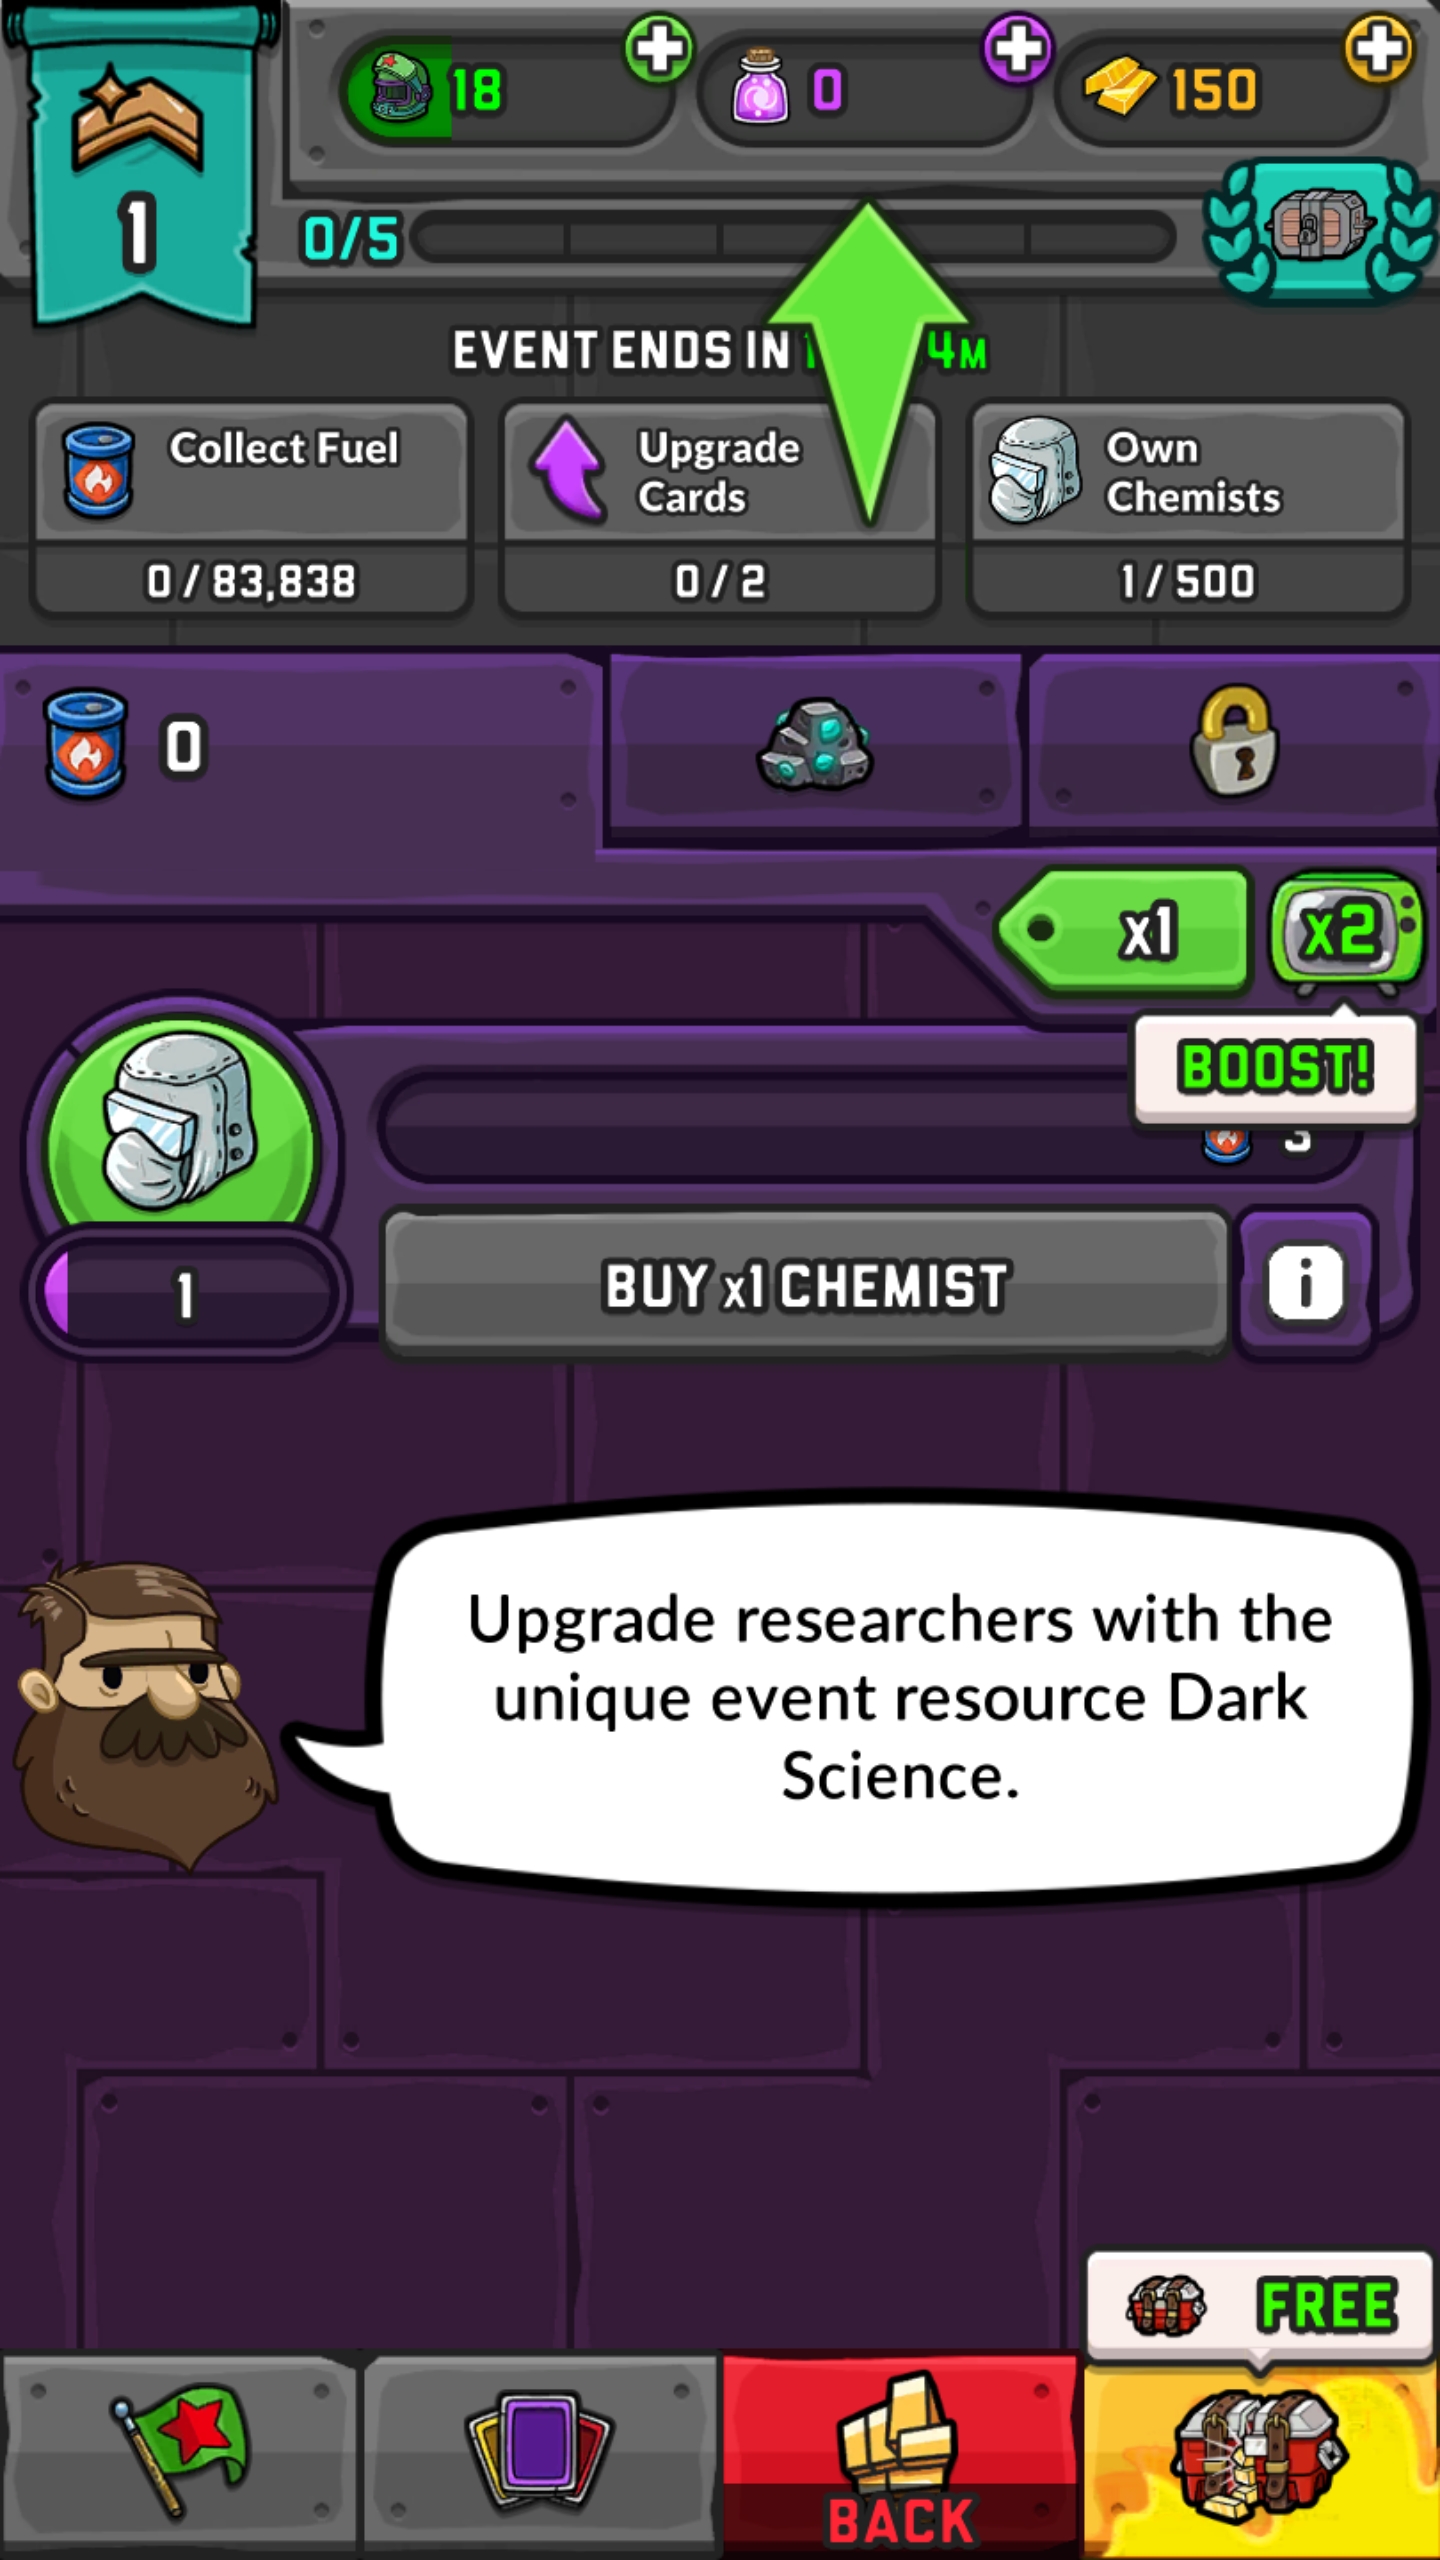 18
0
150
1
0/5
EVENT ENDS IN
4M
Collect Fuel
Upgrade
Cards
Own
Chemists
0 / 83,838
0 / 2
1 / 500
0
x1
x2
BOOST!
3
BUY x1 CHEMIST
i
1
Upgrade researchers with the
unique event resource Dark
Science.
FREE
BACK